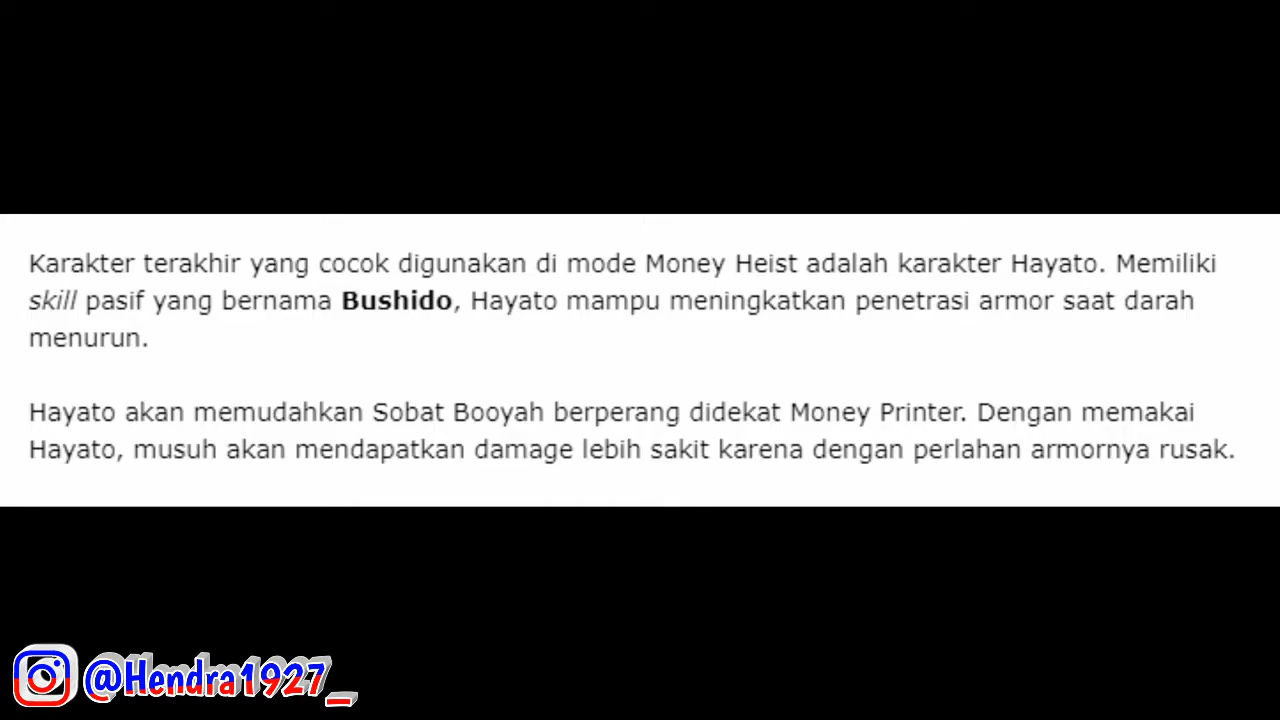 Karakter terakhir yang cocok digunakan di mode Money Heist adalah karakter Hayato. Memiliki
skill pasif yang bernama Bushido, Hayato mampu meningkatkan penetrasi armor saat darah
menurun.
Hayato akan memudahkan Sobat Booyah berperang didekat Money Printer. Dengan memakai
Hayato, musuh akan mendapatkan damage lebih sakit karena dengan perlahan armornya rusak.
@Hendra1927_